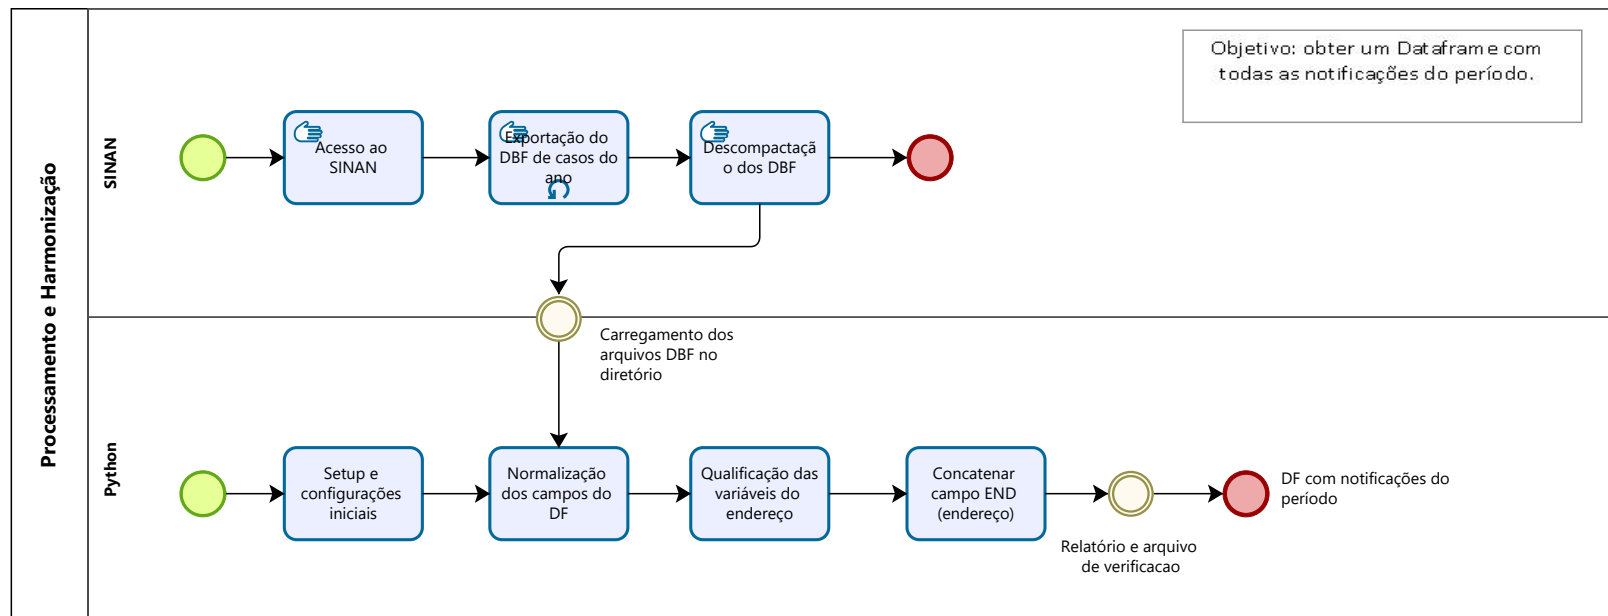 Processamento e Harmonização
SINAN
Objetivo: obter um Dataframe com
todas as notificações do período.
Acesso ao
SINAN
Exportação do
DBF de casos do
ano
Descompactaçã
o dos DBF
Carregamento dos
arquivos DBF no
diretório
Python
Setup e
configurações
iniciais
Normalização
dos campos do
DF
Qualificação das
variáveis do
endereço
Concatenar
campo END
(endereço)
Relatório e arquivo
de verificacao
DF com notificações do
período